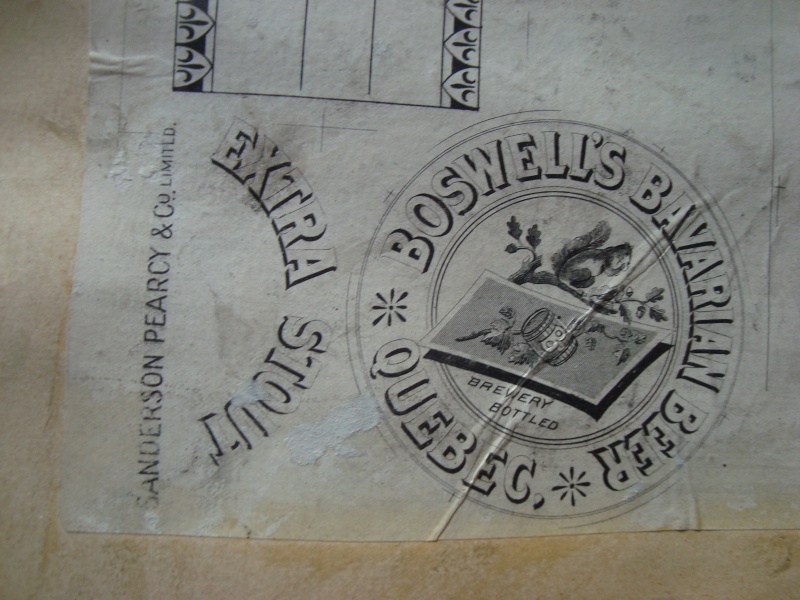 SANDERSON PEARCY & CO. LIMITED.
EXTRA STOUT
BOSWELL'S BAVARIAN BEER
QUEBEC.
BREWERY
BOTTLED